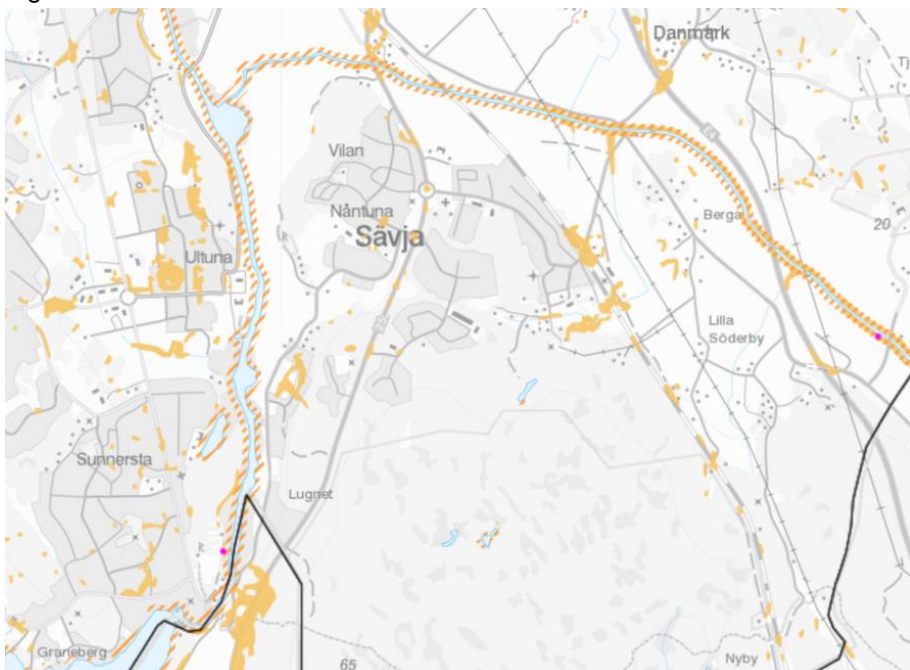 Danmark
Vilan
Nåntuna
Sävja
Ultuna
Berga
20
Lilla
Söderby
Sunnersta
Lugnet
Graneberg
65
Nyby